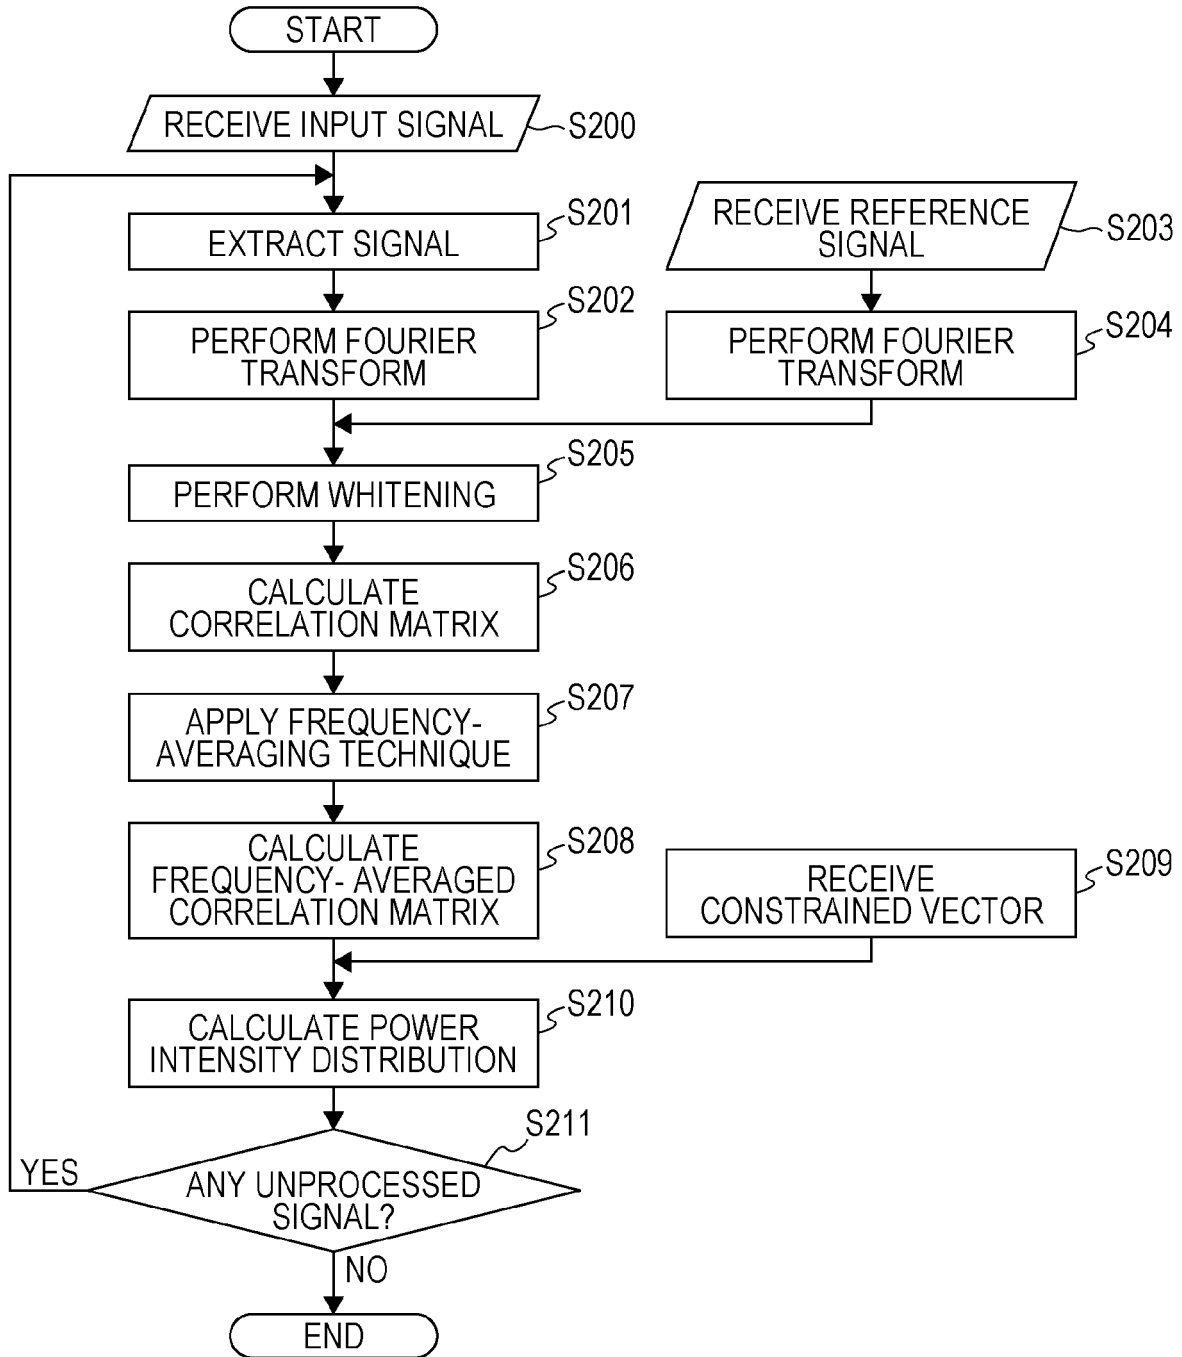 START
RECEIVE INPUT SIGNAL
S200
S201
EXTRACT SIGNAL
RECEIVE REFERENCE
SIGNAL
S203
S202
PERFORM FOURIER
TRANSFORM
S204
PERFORM FOURIER
TRANSFORM
S205
PERFORM WHITENING
S206
CALCULATE
CORRELATION MATRIX
S207
APPLY FREQUENCY-
AVERAGING TECHNIQUE
S208
CALCULATE
FREQUENCY- AVERAGED
CORRELATION MATRIX
S209
RECEIVE
CONSTRAINED VECTOR
S210
CALCULATE POWER
INTENSITY DISTRIBUTION
S211
YES
ANY UNPROCESSED
SIGNAL?
NO
END